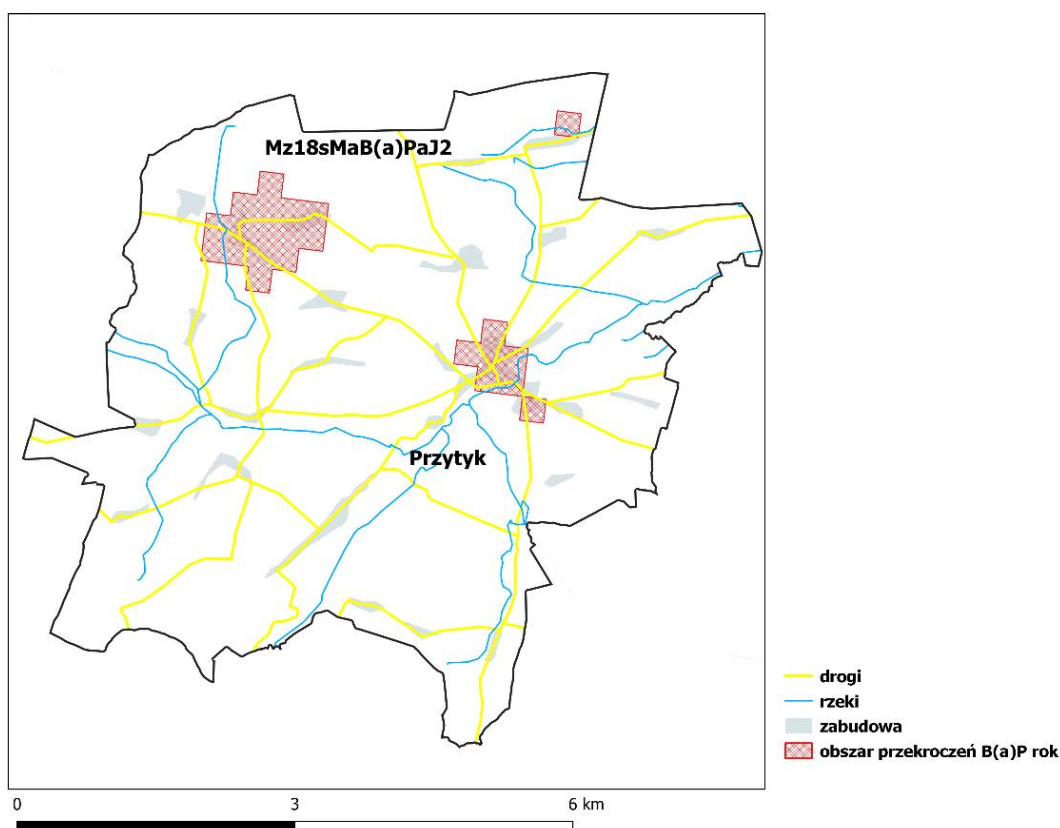 Mz18sMaB(a)PaJ2
Przytyk
drogi
rzeki
zabudowa
obszar przekroczeń B(a)P rok
0 3 6 km